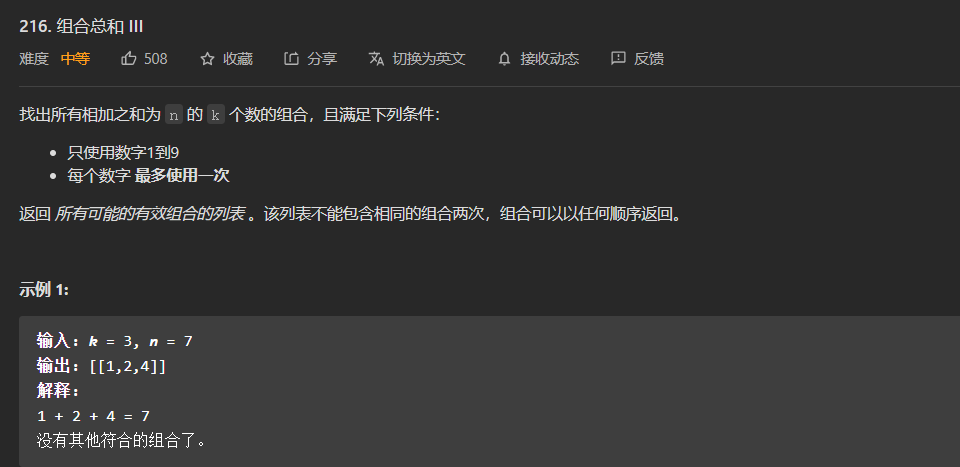 216. 组合总和 III
难度 中等 508 收藏 分享 切换为英文 接收动态 反馈
找出所有相加之和为 n 的 k 个数的组合，且满足下列条件：
只使用数字1到9
每个数字 最多使用一次
返回 所有可能的有效组合的列表 。该列表不能包含相同的组合两次，组合可以以任何顺序返回。
示例 1:
输入: k = 3, n = 7
输出: [[1,2,4]]
解释:
1 + 2 + 4 = 7
没有其他符合的组合了。